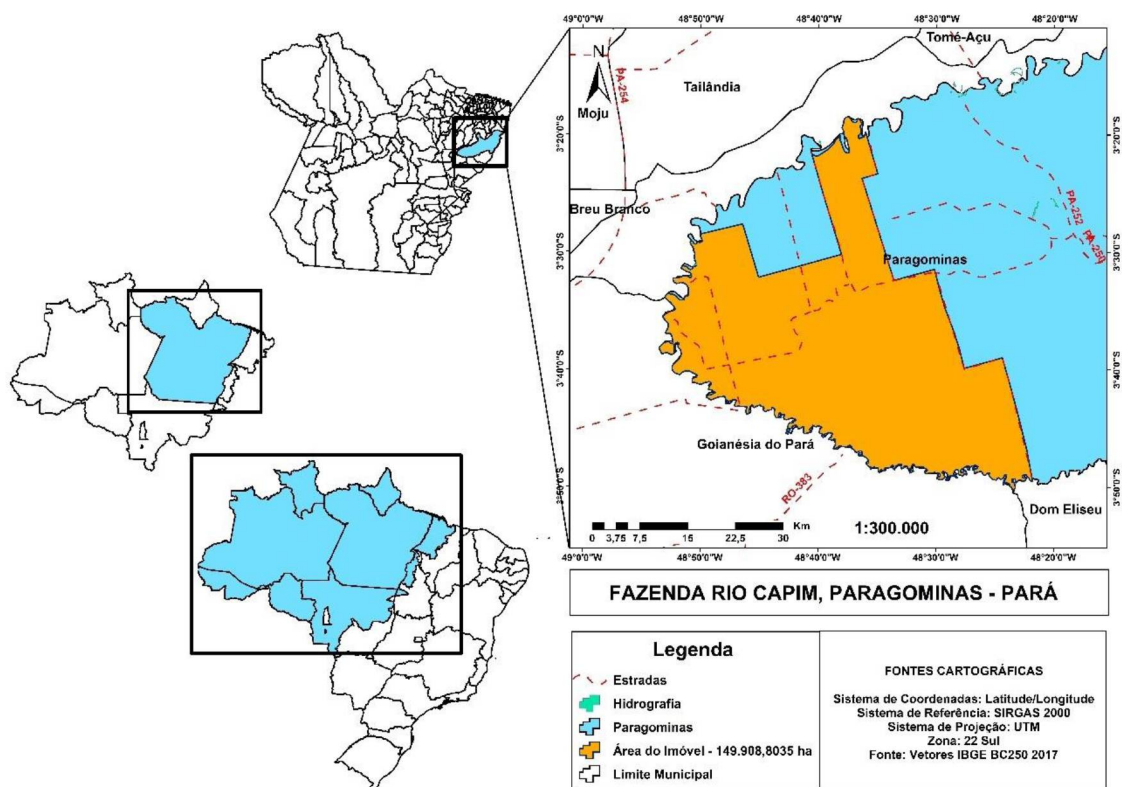 49°0'0"W 48°50'0"W 48°40'0"W 48°30'0"W 48°20'0"W
Tomé-Açu
N
Tailândia
PA-254
Moju
3°20'0"S
3°20'0"S
Breu Branco
PA-252
PA-256
3°30'0"S
Paragominas
3°30'0"S
3°40'0"S
3°40'0"S
Goianésia do Pará
RO-383
3°50'0"S
3°50'0"S
Dom Eliseu
Km
1:300.000
0 3,75 7,5 15 22,5 30
49°0'0"W 48°50'0"W 48°40'0"W 48°30'0"W 48°20'0"W
FAZENDA RIO CAPIM, PARAGOMINAS - PARÁ
Legenda
Estradas
Hidrografia
Paragominas
Área do Imóvel - 149.908,8035 ha
Limite Municipal
FONTES CARTOGRÁFICAS
Sistema de Coordenadas: Latitude/Longitude
Sistema de Referência: SIRGAS 2000
Sistema de Projeção: UTM
Zona: 22 Sul
Fonte: Vetores IBGE BC250 2017